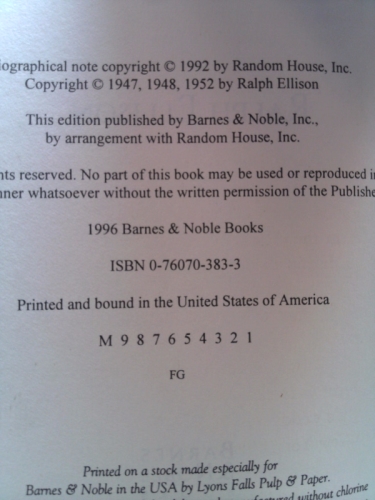 iographical note copyright © 1992 by Random House, Inc.
Copyright © 1947, 1948, 1952 by Ralph Ellison
This edition published by Barnes & Noble, Inc.,
by arrangement with Random House, Inc.
nts reserved. No part of this book may be used or reproduced in
nner whatsoever without the written permission of the Publishe
1996 Barnes & Noble Books
ISBN 0-76070-383-3
Printed and bound in the United States of America
M 9 8 7 6 5 4 3 2 1
FG
Printed on a stock made especially for
Barnes & Noble in the USA by Lyons Falls Pulp & Paper.
without chlorine